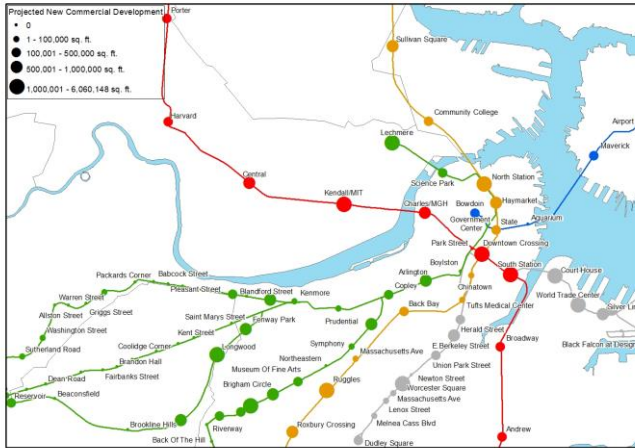 Projected New Commercial Development
0
1 - 100,000 sq. ft.
100,001 - 500,000 sq. ft.
500,001 - 1,000,000 sq. ft.
1,000,001 - 6,060,148 sq. ft.
Porter
Sullivan Square
Harvard
Community College
Airport
Lechmere
Maverick
Central
Science Park
North Station
Kendall/MIT
Charles/MGH
Bowdoin
Haymarket
Government
Center
State
Aquarium
Park Street
Downtown Crossing
Boylston
South Station
Court House
Packards Corner
Babcock Street
Arlington
Pleasant-Street
Blandford Street
Copley
Chinatown
World Trade Center
Warren Street
Kenmore
Silver Lin
Allston Street
Griggs Street
Saint Marys Street
Fenway Park
Back Bay
Tufts Medical Center
Washington Street
Kent Street
Prudential
Herald Street
Black Falcon at Design
Sutherland Road
Coolidge Corner
Longwood
Symphony
E Berkeley Street
Broadway
Brandon Hall
Northeastern
Massachusetts Ave
Union Park Street
Dean Road
Fairbanks Street
Museum Of Fine Arts
Newton Street
Reservoir
Beaconsfield
Brigham Circle
Ruggles
Worcester Square
Massachusetts Ave
Lenox Street
Brookline Hills
Riverway
Roxbury Crossing
Melnea Cass Blvd
Back Of The Hill
Dudley Square
Andrew